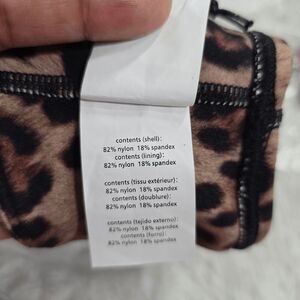 contents (shell):
82% nylon 18% spandex
contents (lining):
82% nylon 18% spandex
contents (tissu extérieur):
82% nylon 18% spandex
contents (doublure):
82% nylon 18% spandex
contents (tejido externo):
82% nylon 18% spandex
contents (forro):
82% nylon 18% spandex